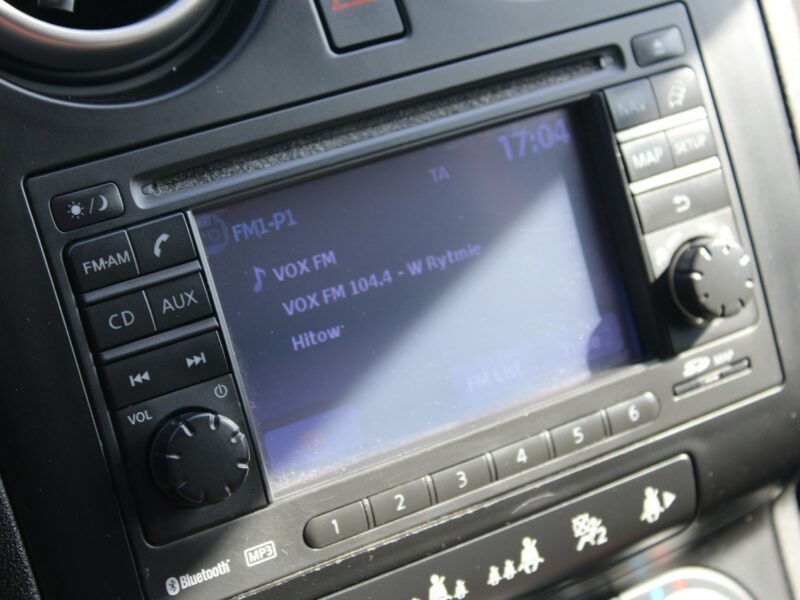 17:04
TA
FM1-P1
VOX FM
VOX FM 104.4 - W Rytmie
Hitow
FM List
TA
FM·AM
CD
AUX
VOL
NAV
MAP
SETUP
MAP
1
2
3
4
5
6
Bluetooth
MP3
2